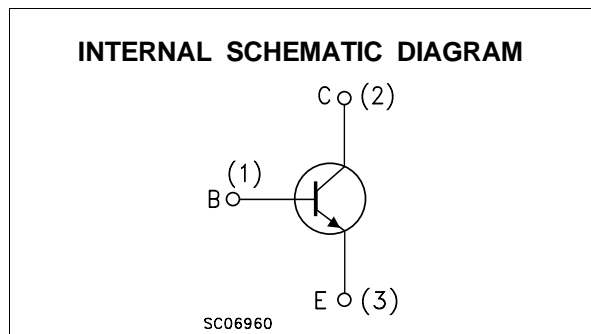 INTERNAL SCHEMATIC DIAGRAM
C (2)
(1)
B
E (3)
SC06960